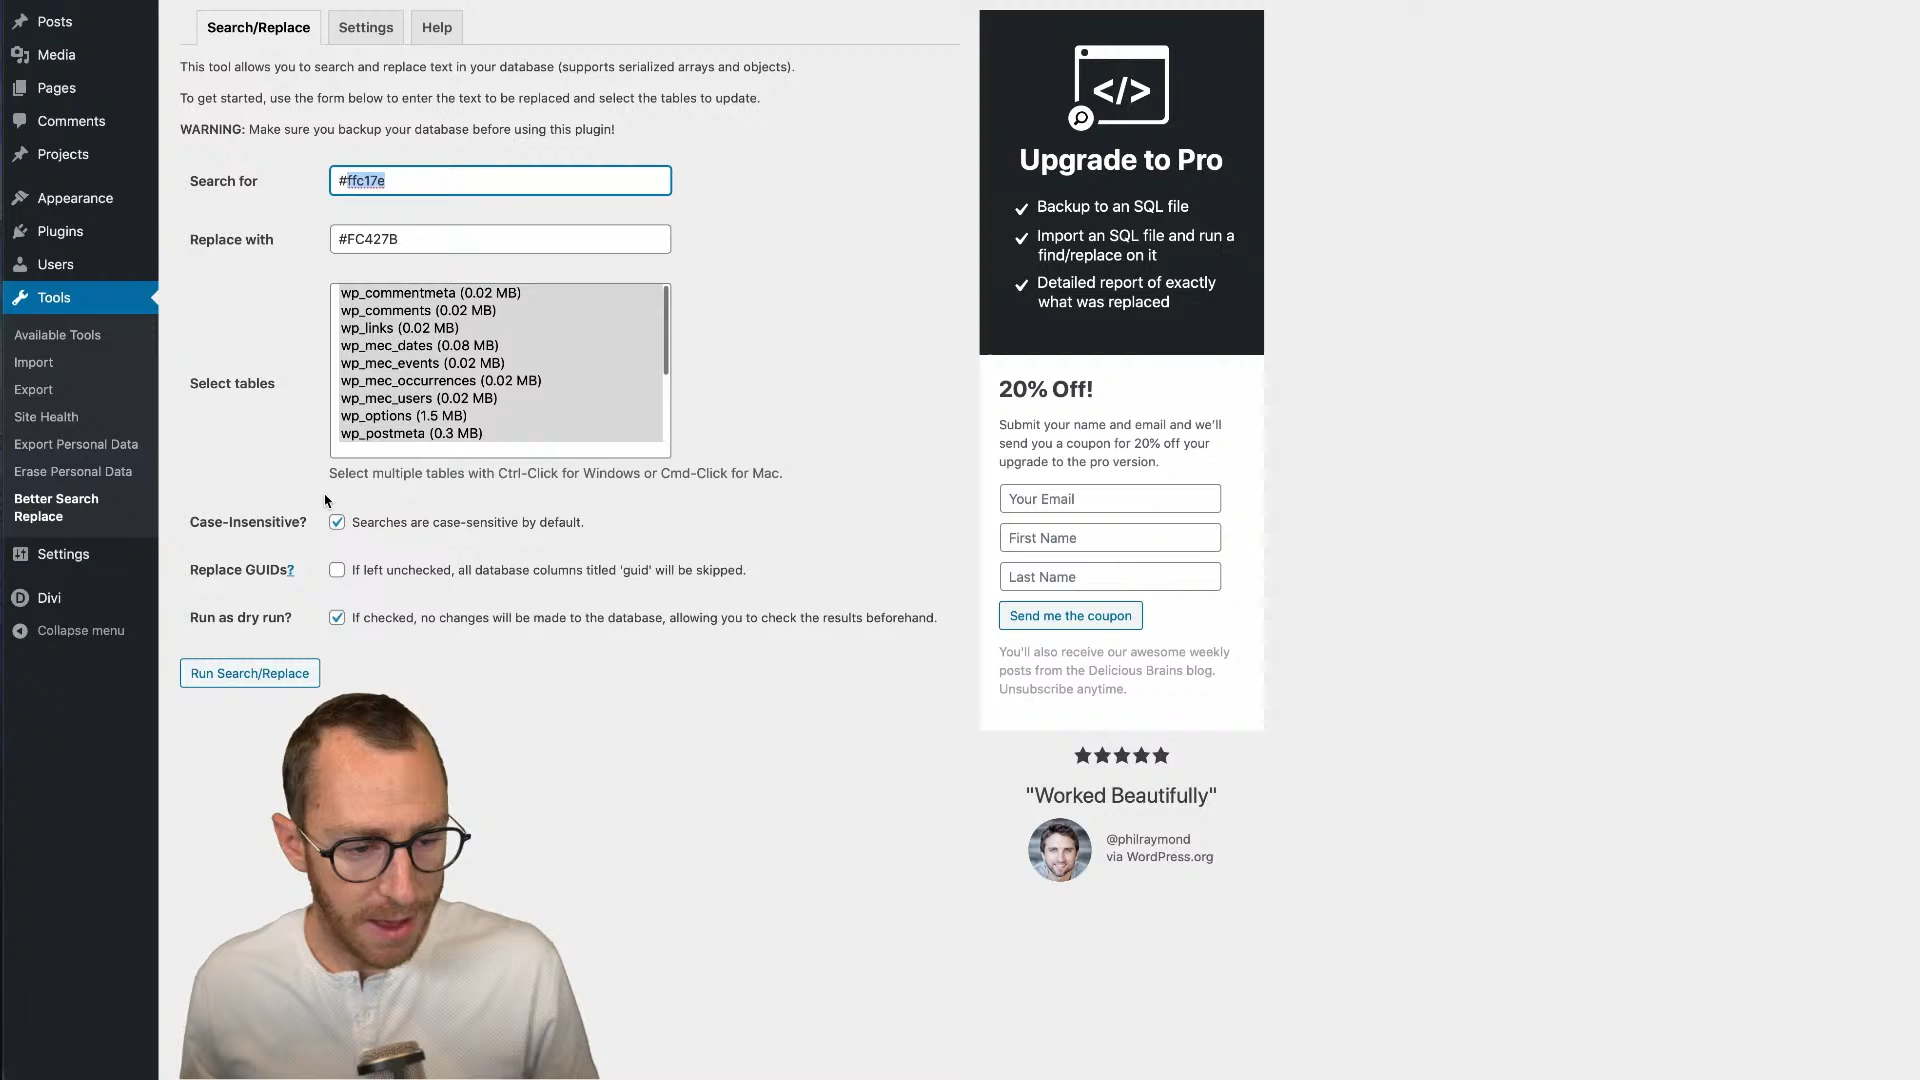 Posts
Media
Pages
Comments
Projects
Appearance
Plugins
Users
Tools
Available Tools
Import
Export
Site Health
Export Personal Data
Erase Personal Data
Better Search
Replace
Settings
Divi
Collapse menu
Search/Replace
Settings
Help
This tool allows you to search and replace text in your database (supports serialized arrays and objects).
To get started, use the form below to enter the text to be replaced and select the tables to update.
WARNING: Make sure you backup your database before using this plugin!
Search for
#ffc17e
Replace with
#FC427B
Select tables
wp_commentmeta (0.02 MB)
wp_comments (0.02 MB)
wp_links (0.02 MB)
wp_mec_dates (0.08 MB)
wp_mec_events (0.02 MB)
wp_mec_occurrences (0.02 MB)
wp_mec_users (0.02 MB)
wp_options (1.5 MB)
wp_postmeta (0.3 MB)
Select multiple tables with Ctrl-Click for Windows or Cmd-Click for Mac.
Case-Insensitive?
Searches are case-sensitive by default.
Replace GUIDs?
If left unchecked, all database columns titled 'guid' will be skipped.
Run as dry run?
If checked, no changes will be made to the database, allowing you to check the results beforehand.
Run Search/Replace
</>
Upgrade to Pro
Backup to an SQL file
Import an SQL file and run a
find/replace on it
Detailed report of exactly
what was replaced
20% Off!
Submit your name and email and we'll
send you a coupon for 20% off your
upgrade to the pro version.
Your Email
First Name
Last Name
Send me the coupon
You'll also receive our awesome weekly
posts from the Delicious Brains blog.
Unsubscribe anytime.
"Worked Beautifully"
@philraymond
via WordPress.org